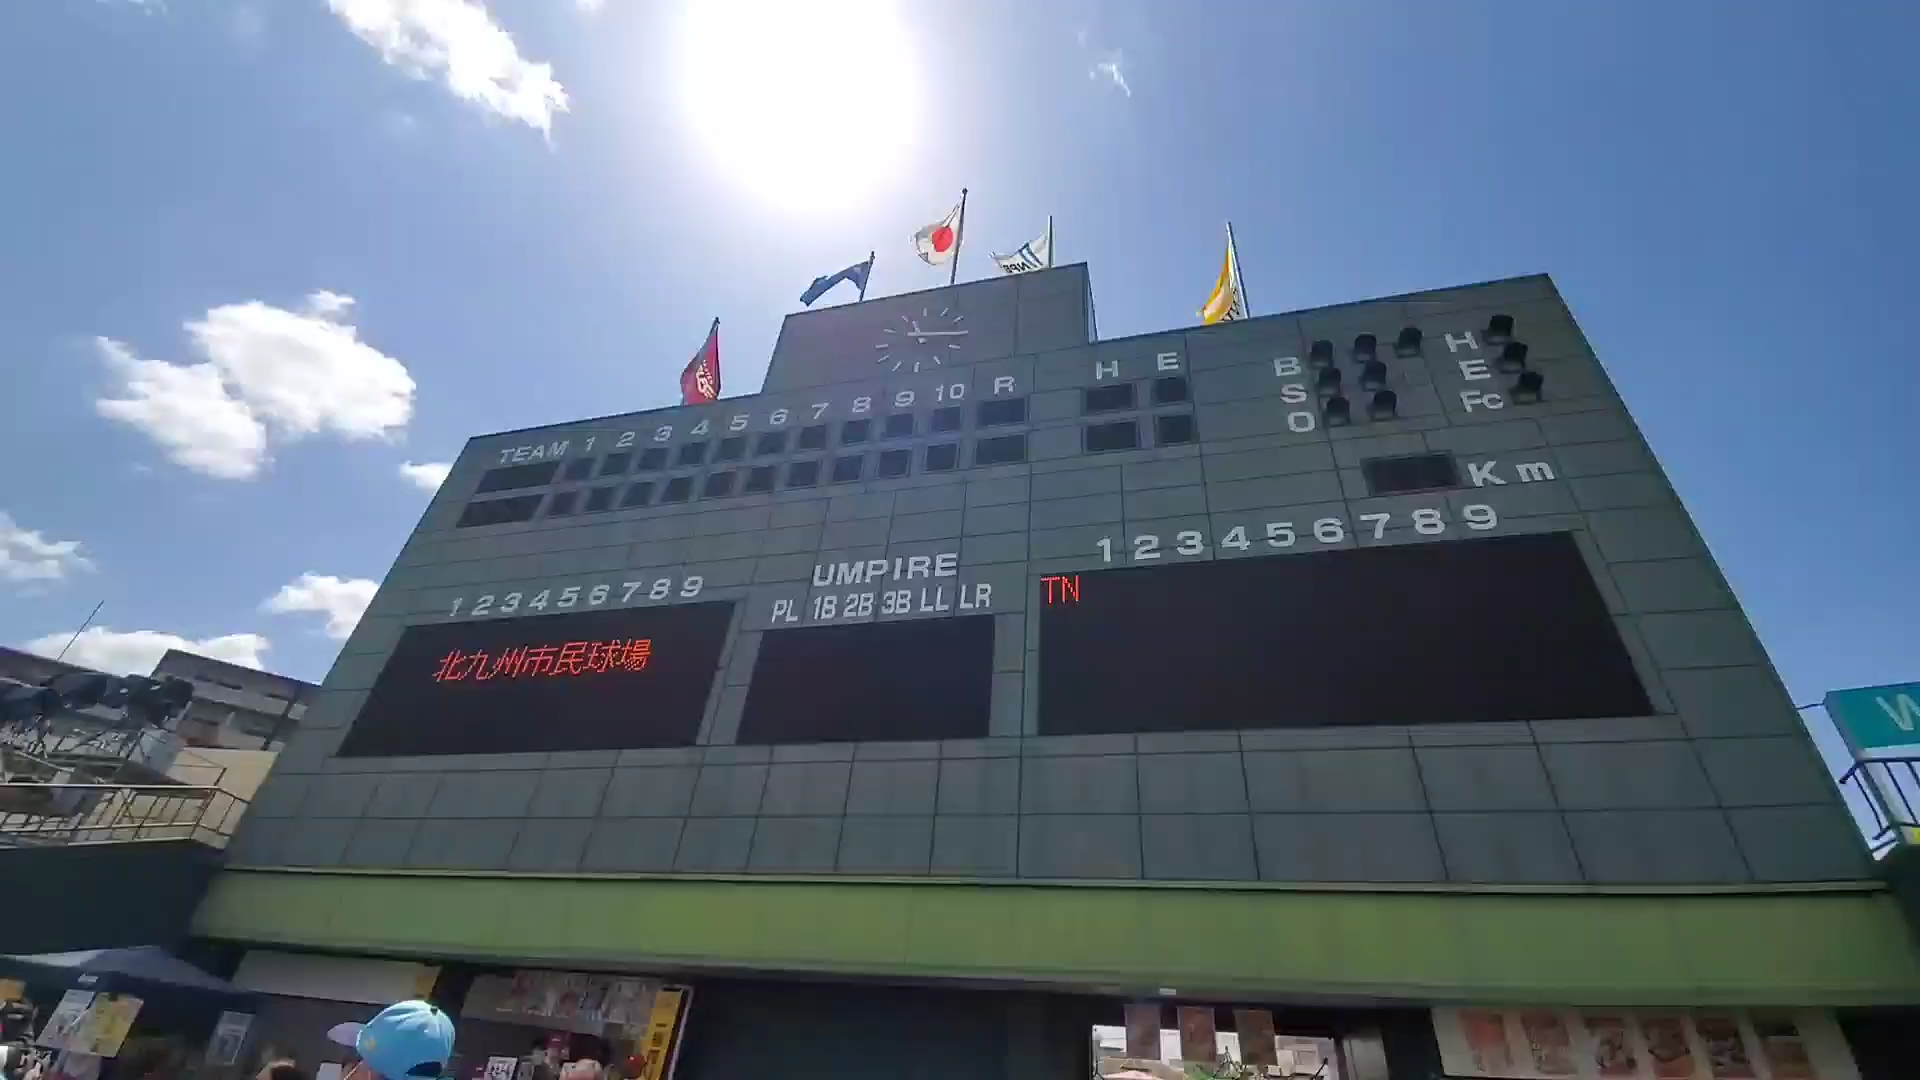 TEAM 1 2 3 4 5 6 7 8 9 10 R H E
B
S
O
H
E
Fc
Km
1 2 3 4 5 6 7 8 9
北九州市民球場
UMPIRE
PL 1B 2B 3B LL LR
1 2 3 4 5 6 7 8 9
TN